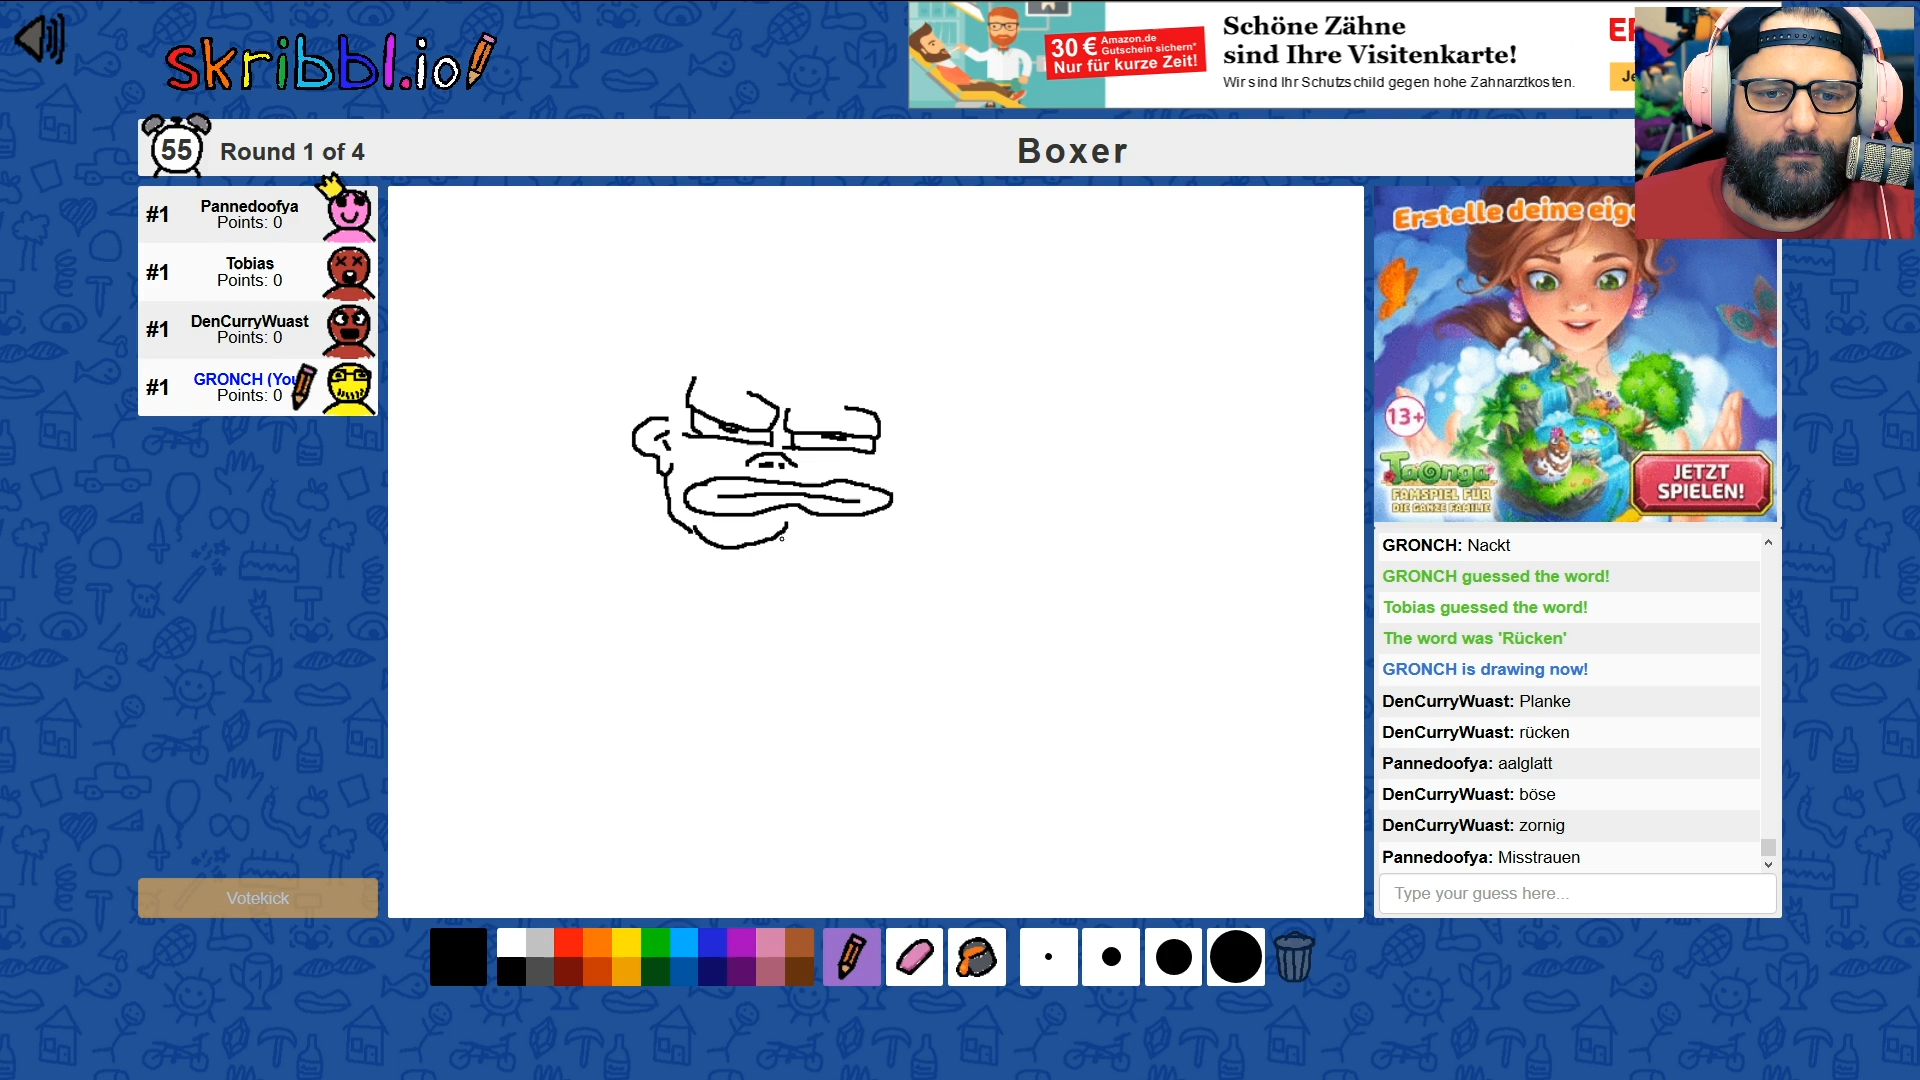 skribbl.io
30 € Amazon.de
Gutschein sichern*
Nur für kurze Zeit!
Schöne Zähne
sind Ihre Visitenkarte!
Wir sind Ihr Schutzschild gegen hohe Zahnarztkosten.
55
Round 1 of 4
Boxer
#1
Pannedoofya
Points: 0
#1
Tobias
Points: 0
#1
DenCurryWuast
Points: 0
#1
GRONCH (You
Points: 0
Votekick
Erstelle deine eig
13+
Taonga
FAMSPIEL FÜR
DIE GANZE FAMILIE
JETZT
SPIELEN!
GRONCH: Nackt
GRONCH guessed the word!
Tobias guessed the word!
The word was 'Rücken'
GRONCH is drawing now!
DenCurryWuast: Planke
DenCurryWuast: rücken
Pannedoofya: aalglatt
DenCurryWuast: böse
DenCurryWuast: zornig
Pannedoofya: Misstrauen
Type your guess here...